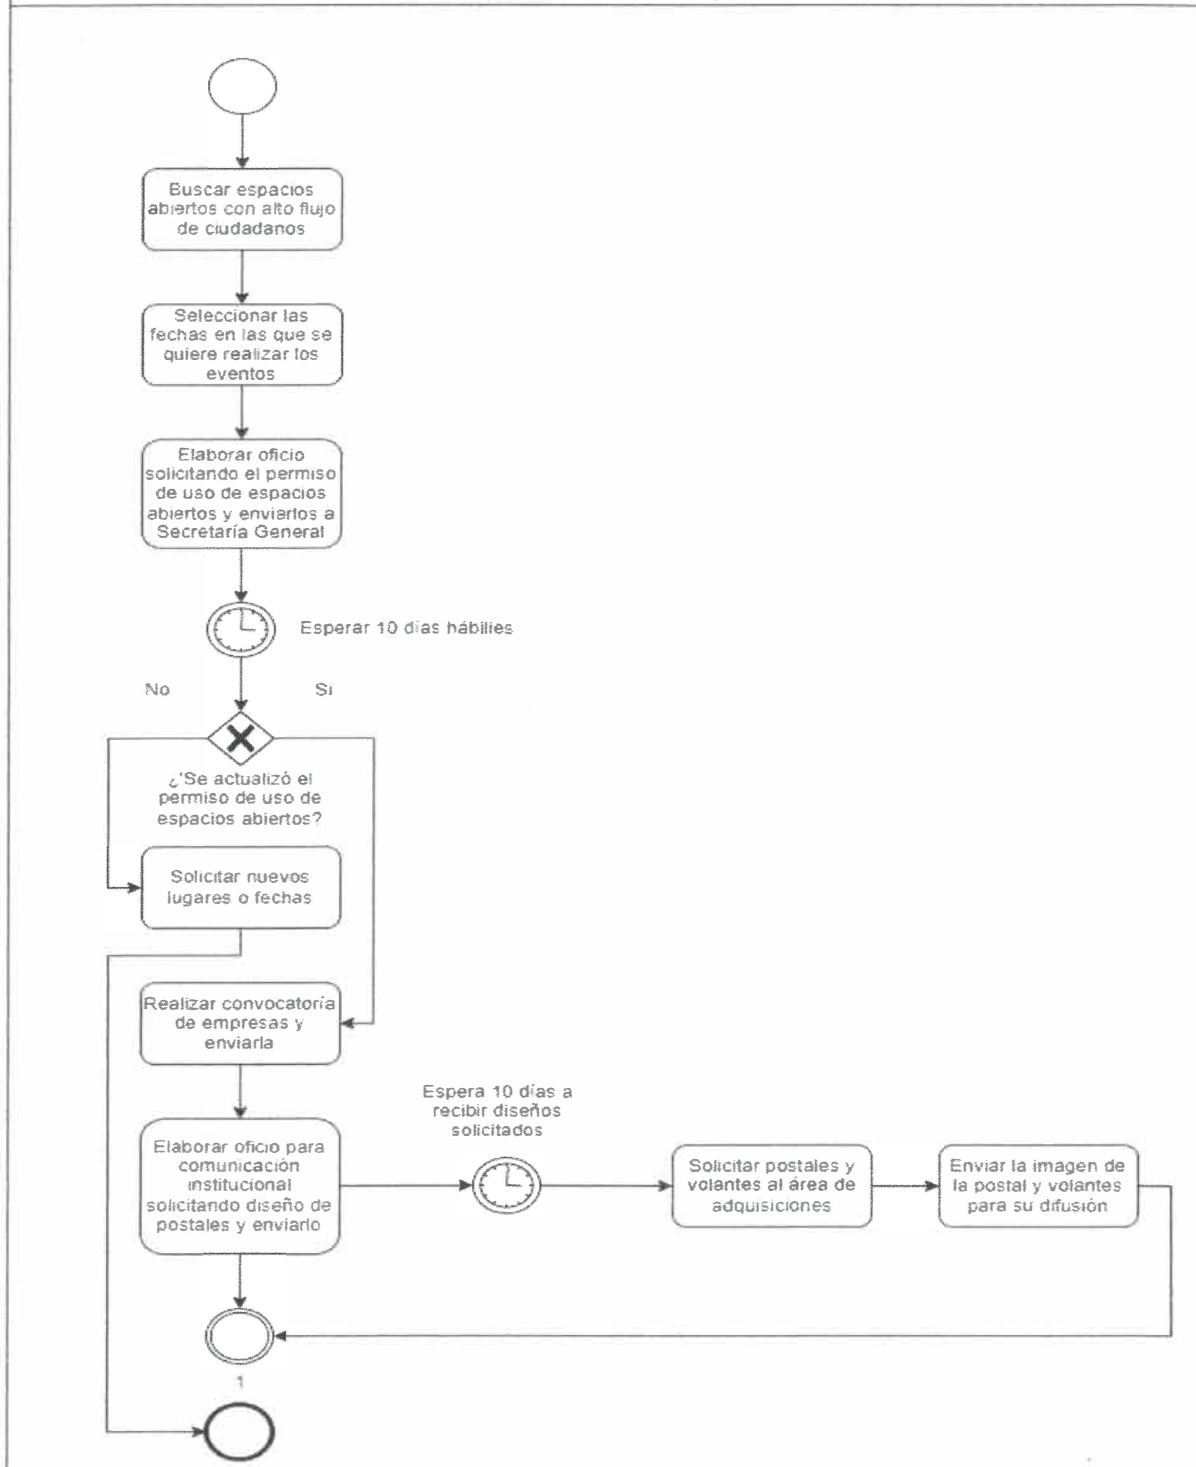 Buscar espacios
abiertos con alto flujo
de ciudadanos
Seleccionar las
fechas en las que se
quiere realizar los
eventos
Elaborar oficio
solicitando el permiso
de uso de espacios
abiertos y enviarlos a
Secretaría General
Esperar 10 días hábilies
No
Si
¿'Se actualizó el
permiso de uso de
espacios abiertos?
Solicitar nuevos
lugares o fechas
Realizar convocatoría
de empresas y
enviarla
Elaborar oficio para
comunicación
institucional
solicitando diseño de
postales y enviarlo
Espera 10 días a
recibir diseños
solicitados
Solicitar postales y
volantes al área de
adquisiciones
Enviar la imagen de
la postal y volantes
para su difusión
1